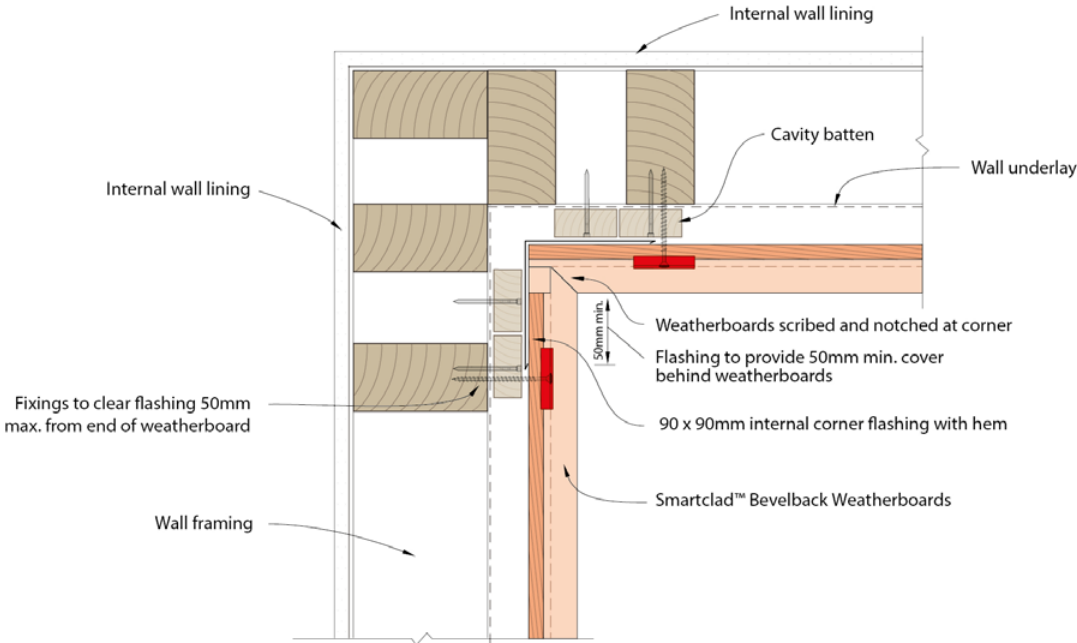 Internal wall lining
Cavity batten
Wall underlay
Internal wall lining
50mm min.
Weatherboards scribed and notched at corner
Flashing to provide 50mm min. cover
behind weatherboards
Fixings to clear flashing 50mm
max. from end of weatherboard
90 x 90mm internal corner flashing with hem
Smartclad™ Bevelback Weatherboards
Wall framing